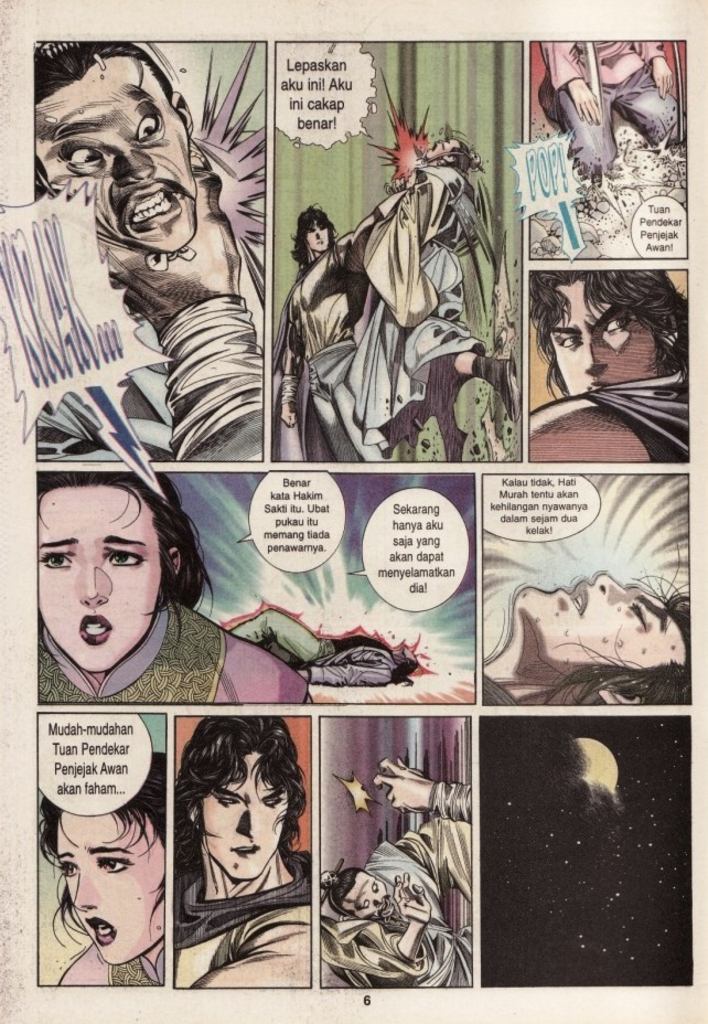 Lepaskan
aku ini! Aku
ini cakap
benar!
POP!
Tuan
Pendekar
Penjejak
Awan!
Benar
kata Hakim
Sakti itu. Ubat
pukau itu
memang tiada
penawarnya.
Sekarang
hanya aku
saja yang
akan dapat
menyelamatkan
dia!
Kalau tidak, Hati
Murah tentu akan
kehilangan nyawanya
dalam sejam dua
kelak!
Mudah-mudahan
Tuan Pendekar
Penjejak Awan
akan faham...
6